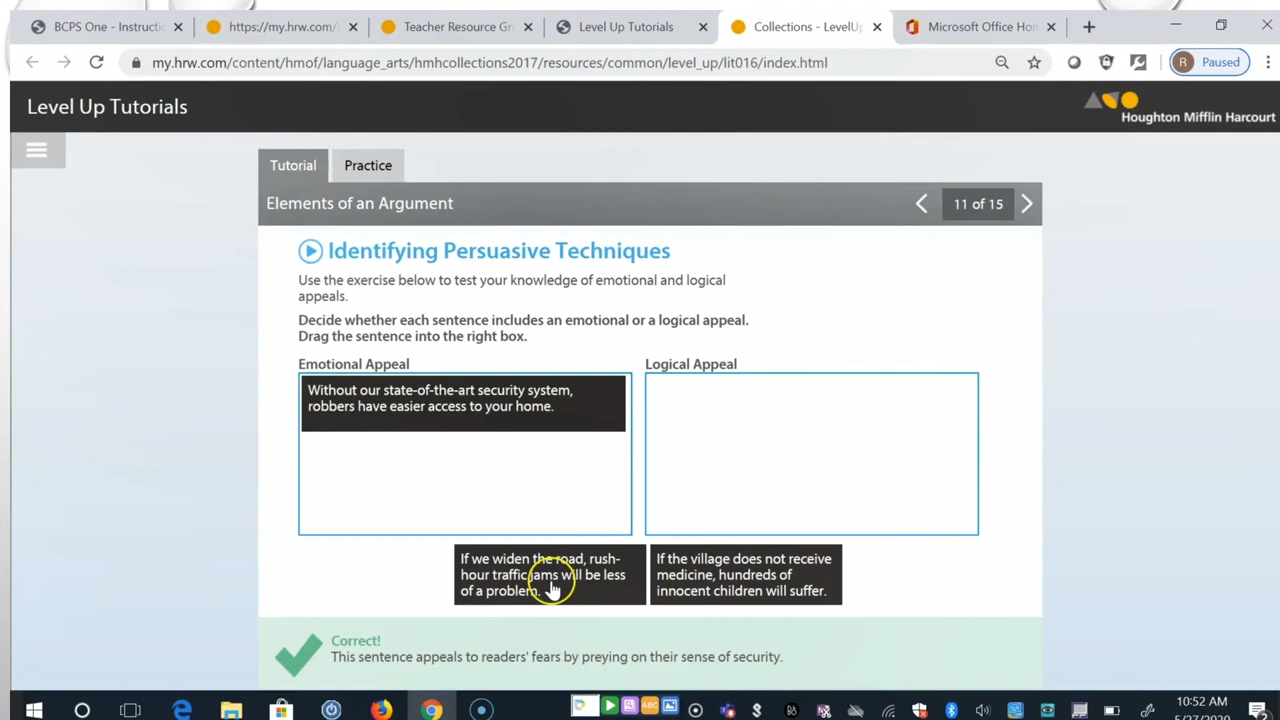 BCPS One - Instructi
https://my.hrw.com/
Teacher Resource Gr
Level Up Tutorials
Collections - LevelU
Microsoft Office Hom
my.hrw.com/content/hmof/language_arts/hmhcollections2017/resources/common/level_up/lit016/index.html
R Paused
Level Up Tutorials
Houghton Mifflin Harcourt
Tutorial
Practice
Elements of an Argument
11 of 15
Identifying Persuasive Techniques
Use the exercise below to test your knowledge of emotional and logical
appeals.
Decide whether each sentence includes an emotional or a logical appeal.
Drag the sentence into the right box.
Emotional Appeal
Logical Appeal
Without our state-of-the-art security system,
robbers have easier access to your home.
If we widen the road, rush-
hour traffic jams will be less
of a problem.
If the village does not receive
medicine, hundreds of
innocent children will suffer.
Correct!
This sentence appeals to readers' fears by preying on their sense of security.
ABC
10:52 AM
5/27/2020